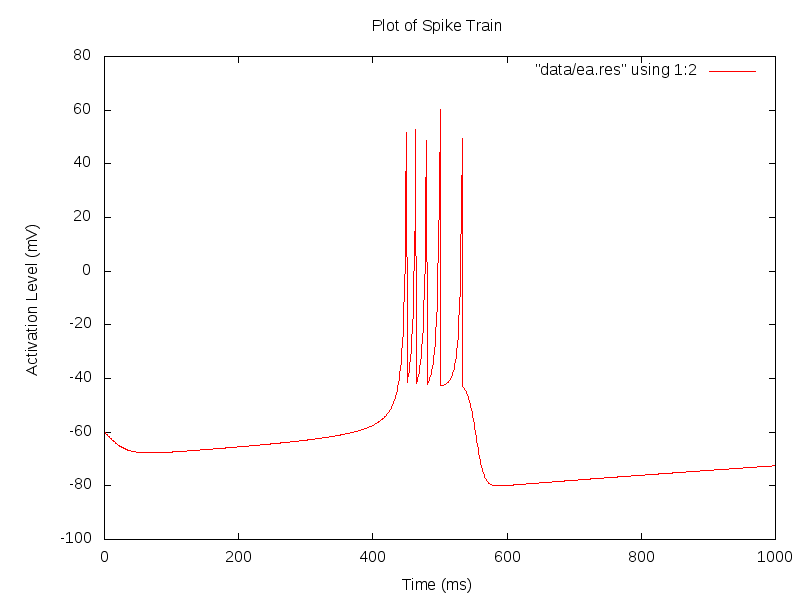 Plot of Spike Train
"data/ea.res" using 1:2
80
60
40
20
0
-20
-40
-60
-80
-100
Activation Level (mV)
0 200 400 600 800 1000
Time (ms)